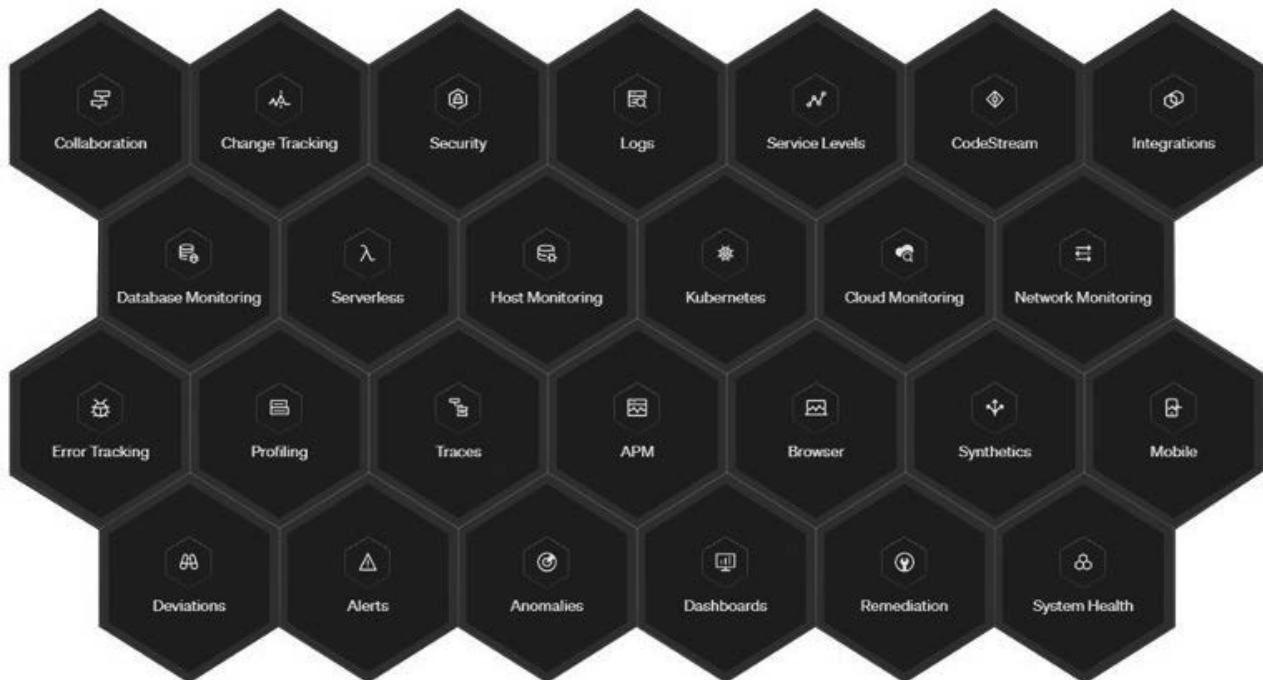 Collaboration
Change Tracking
Security
Logs
Service Levels
CodeStream
Integrations
Database Monitoring
Serverless
Host Monitoring
Kubernetes
Cloud Monitoring
Network Monitoring
Error Tracking
Profiling
Traces
APM
Browser
Synthetics
Mobile
Deviations
Alerts
Anomalies
Dashboards
Remediation
System Health